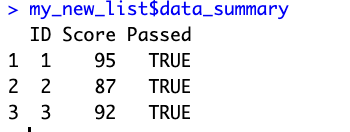 > my_new_list$data_summary
  ID Score Passed
1  1    95   TRUE
2  2    87   TRUE
3  3    92   TRUE